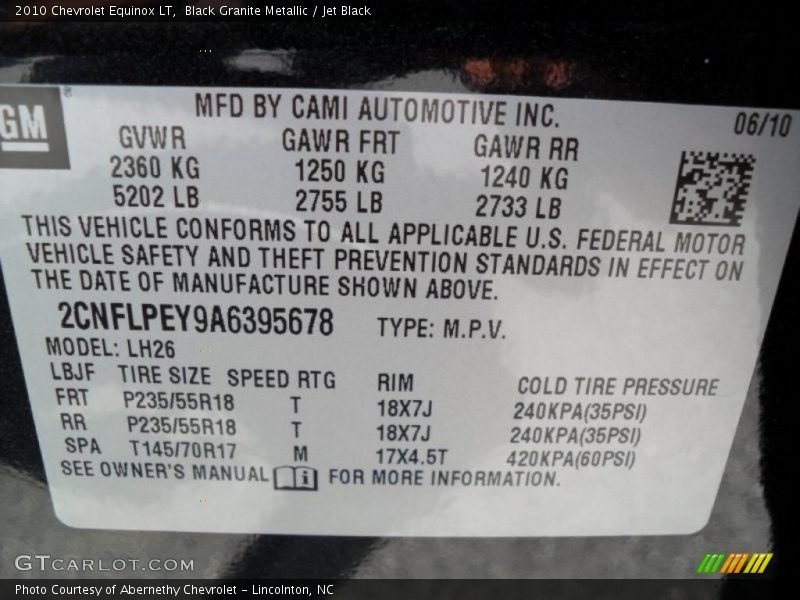 2010 Chevrolet Equinox LT,  Black Granite Metallic / Jet Black
GM
MFD BY CAMI AUTOMOTIVE INC. 06/10
GVWR GAWR FRT GAWR RR
2360 KG 1250 KG 1240 KG
5202 LB 2755 LB 2733 LB
THIS VEHICLE CONFORMS TO ALL APPLICABLE U.S. FEDERAL MOTOR
VEHICLE SAFETY AND THEFT PREVENTION STANDARDS IN EFFECT ON
THE DATE OF MANUFACTURE SHOWN ABOVE.
2CNFLPEY9A6395678 TYPE: M.P.V.
MODEL: LH26
LBJF TIRE SIZE SPEED RTG RIM COLD TIRE PRESSURE
FRT P235/55R18 T 18X7J 240KPA(35PSI)
RR P235/55R18 T 18X7J 240KPA(35PSI)
SPA T145/70R17 M 17X4.5T 420KPA(60PSI)
SEE OWNER'S MANUAL i FOR MORE INFORMATION.
GTCARLOT.COM
Photo Courtesy of Abernethy Chevrolet - Lincolnton, NC